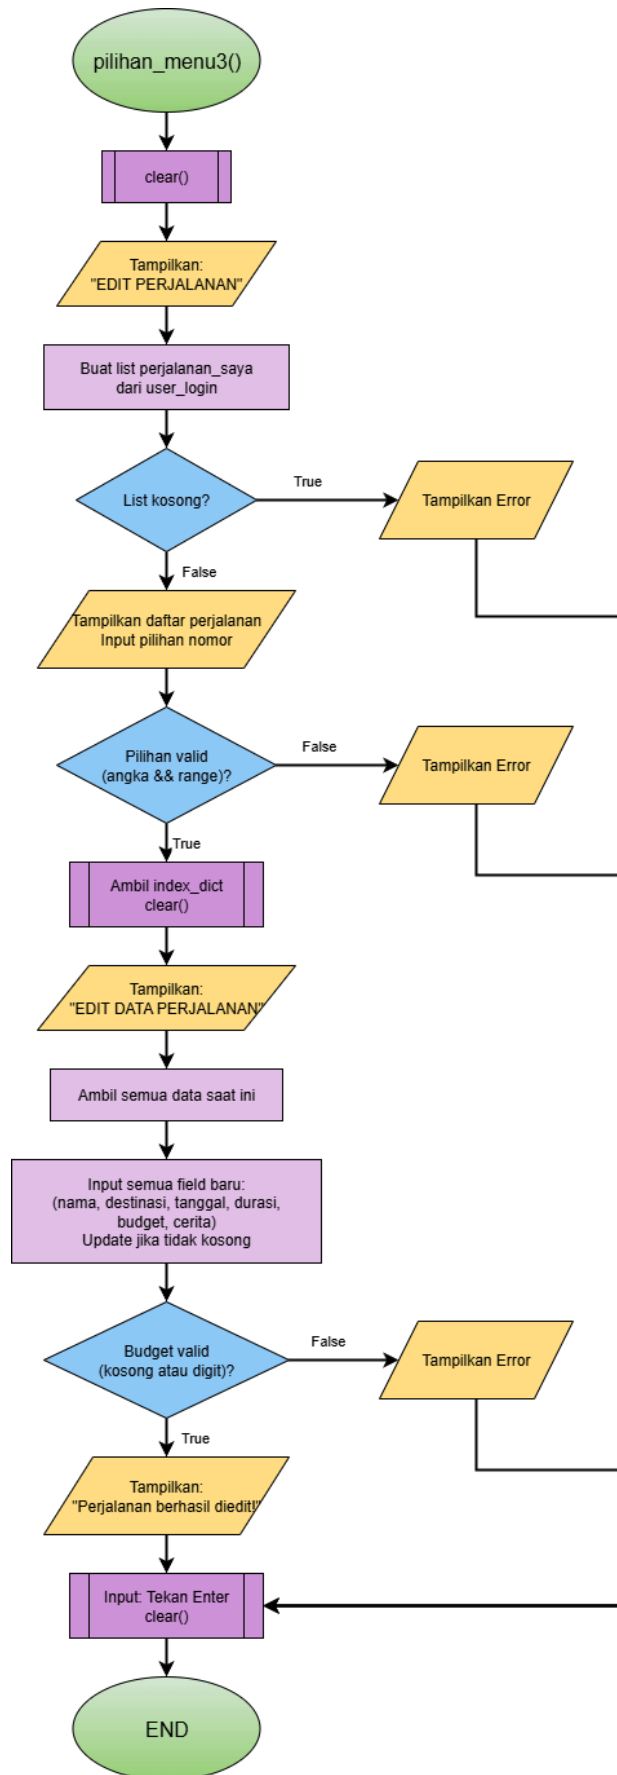 pilihan_menu3()
clear()
Tampilkan:
"EDIT PERJALANAN"
Buat list perjalanan_saya
dari user_login
List kosong?
True
Tampilkan Error
False
Tampilkan daftar perjalanan
Input pilihan nomor
Pilihan valid
(angka && range)?
False
Tampilkan Error
True
Ambil index_dict
clear()
Tampilkan:
"EDIT DATA PERJALANAN"
Ambil semua data saat ini
Input semua field baru:
(nama, destinasi, tanggal, durasi,
budget, cerita)
Update jika tidak kosong
Budget valid
(kosong atau digit)?
False
Tampilkan Error
True
Tampilkan:
"Perjalanan berhasil diedit!"
Input: Tekan Enter
clear()
END